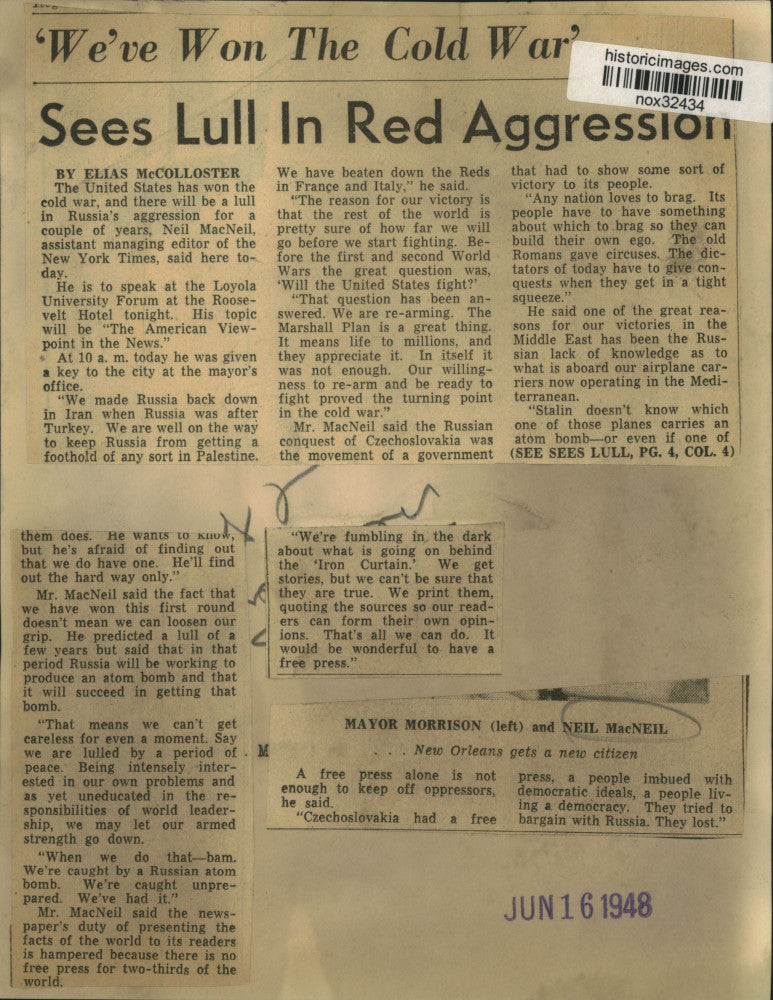 'We've Won The Cold War'
historicimages.com
nox32434
Sees Lull In Red Aggression
BY ELIAS McCOLLOSTER
The United States has won the
cold war, and there will be a lull
in Russia's aggression for a
couple of years, Neil MacNeil,
assistant managing editor of the
New York Times, said here to-
day.
He is to speak at the Loyola
University Forum at the Roose-
velt Hotel tonight. His topic
will be "The American View-
point in the News."
At 10 a. m. today he was given
a key to the city at the mayor's
office.
"We made Russia back down
in Iran when Russia was after
Turkey. We are well on the way
to keep Russia from getting a
foothold of any sort in Palestine.
We have beaten down the Reds
in France and Italy," he said.
"The reason for our victory is
that the rest of the world is
pretty sure of how far we will
go before we start fighting. Be-
fore the first and second World
Wars the great question was,
'Will the United States fight?'
"That question has been an-
swered. We are re-arming. The
Marshall Plan is a great thing.
It means life to millions, and
they appreciate it. In itself it
was not enough. Our willing-
ness to re-arm and be ready to
fight proved the turning point
in the cold war."
Mr. MacNeil said the Russian
conquest of Czechoslovakia was
the movement of a government
that had to show some sort of
victory to its people.
"Any nation loves to brag. Its
people have to have something
about which to brag so they can
build their own ego. The old
Romans gave circuses. The dic-
tators of today have to give con-
quests when they get in a tight
squeeze."
He said one of the great rea-
sons for our victories in the
Middle East has been the Rus-
sian lack of knowledge as to
what is aboard our airplane car-
riers now operating in the Medi-
terranean.
"Stalin doesn't know which
one of those planes carries an
atom bomb—or even if one of
(SEE SEES LULL, PG. 4, COL. 4)
them does. He wants to know,
but he's afraid of finding out
that we do have one. He'll find
out the hard way only."
Mr. MacNeil said the fact that
we have won this first round
doesn't mean we can loosen our
grip. He predicted a lull of a
few years but said that in that
period Russia will be working to
produce an atom bomb and that
it will succeed in getting that
bomb.
"That means we can't get
careless for even a moment. Say
we are lulled by a period of
peace. Being intensely inter-
ested in our own problems and
as yet uneducated in the re-
sponsibilities of world leader-
ship, we may let our armed
strength go down.
"When we do that—bam.
We're caught by a Russian atom
bomb. We're caught unpre-
pared. We've had it."
Mr. MacNeil said the news-
paper's duty of presenting the
facts of the world to its readers
is hampered because there is no
free press for two-thirds of the
world.
"We're fumbling in the dark
about what is going on behind
the 'Iron Curtain.' We get
stories, but we can't be sure that
they are true. We print them,
quoting the sources so our read-
ers can form their own opin-
ions. That's all we can do. It
would be wonderful to have a
free press."
M
MAYOR MORRISON (left) and NEIL MacNEIL
. . . New Orleans gets a new citizen
A free press alone is not
enough to keep off oppressors,
he said.
"Czechoslovakia had a free
press, a people imbued with
democratic ideals, a people liv-
ing a democracy. They tried to
bargain with Russia. They lost."
JUN 16 1948